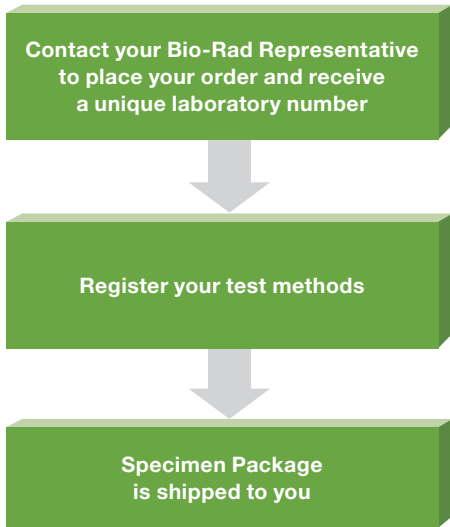 Contact your Bio-Rad Representative
to place your order and receive
a unique laboratory number
Register your test methods
Specimen Package
is shipped to you